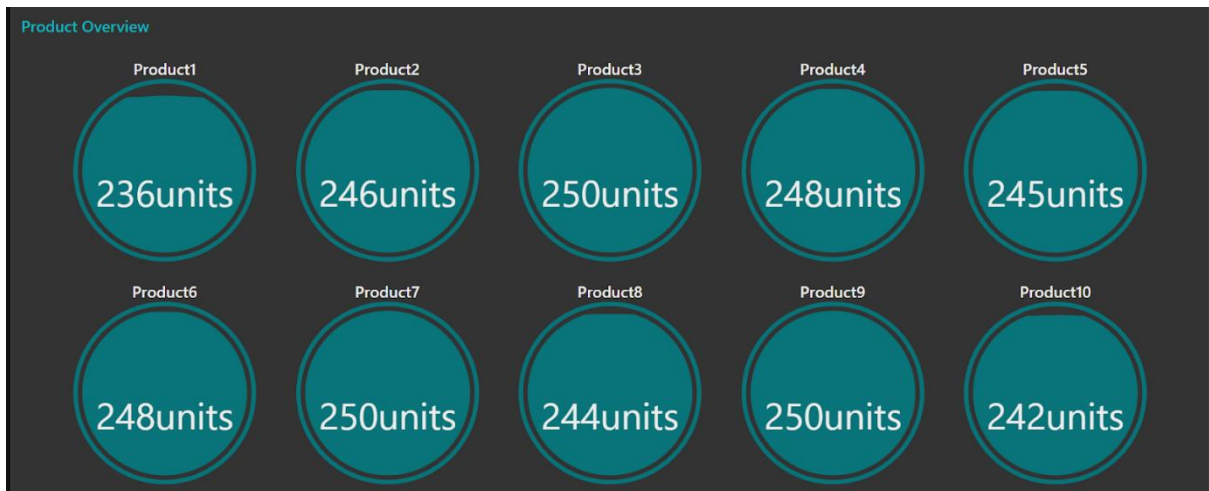 Product Overview
Product1 Product2 Product3 Product4 Product5
236units 246units 250units 248units 245units
Product6 Product7 Product8 Product9 Product10
248units 250units 244units 250units 242units